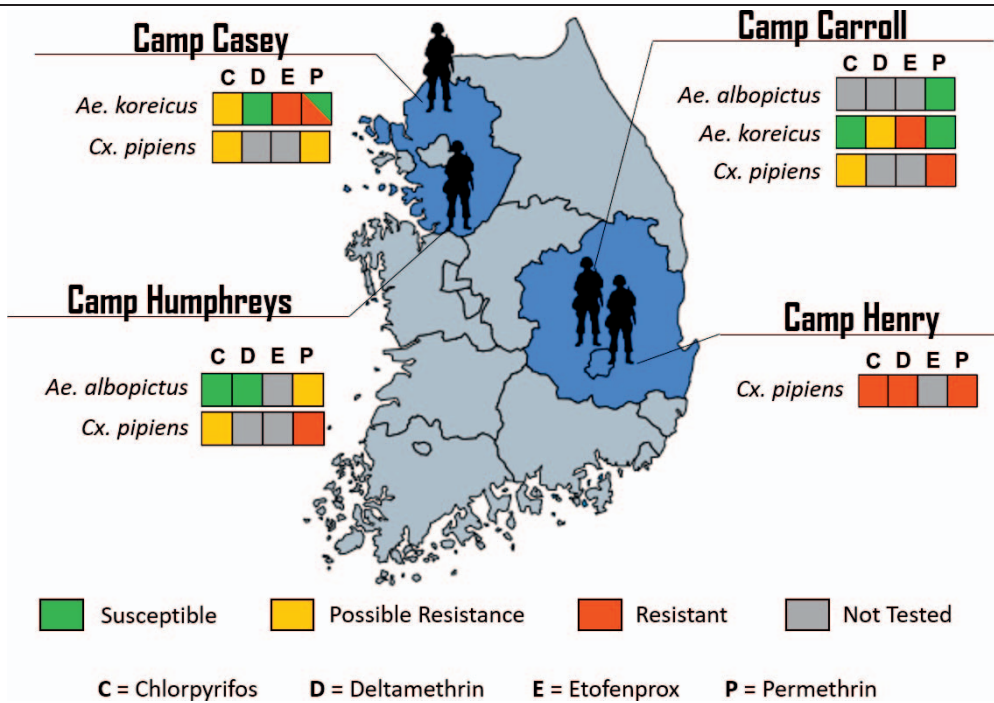 Camp Casey
C D E P
Ae. koreicus
Cx. pipiens
Camp Carroll
C D E P
Ae. albopictus
Ae. koreicus
Cx. pipiens
Camp Humphreys
C D E P
Ae. albopictus
Cx. pipiens
Camp Henry
C D E P
Cx. pipiens
Susceptible Possible Resistance Resistant Not Tested
C = Chlorpyrifos D = Deltamethrin E = Etofenprox P = Permethrin